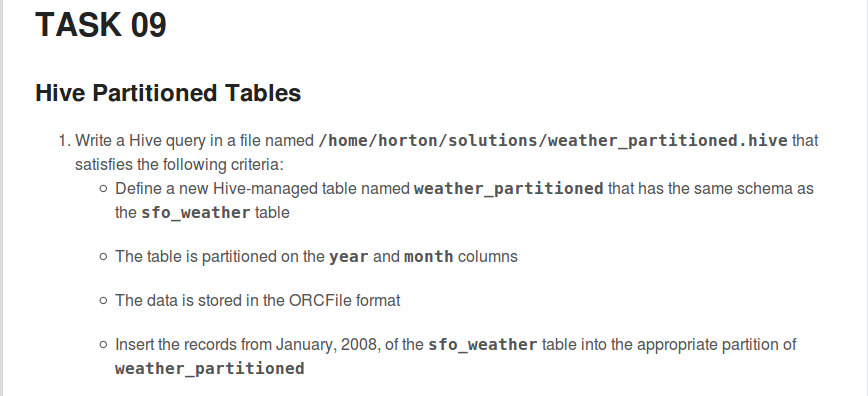 TASK 09
Hive Partitioned Tables
1. Write a Hive query in a file named /home/horton/solutions/weather_partitioned.hive that
satisfies the following criteria:
Define a new Hive-managed table named weather_partitioned that has the same schema as
the sfo_weather table
The table is partitioned on the year and month columns
The data is stored in the ORCFile format
Insert the records from January, 2008, of the sfo_weather table into the appropriate partition of
weather_partitioned